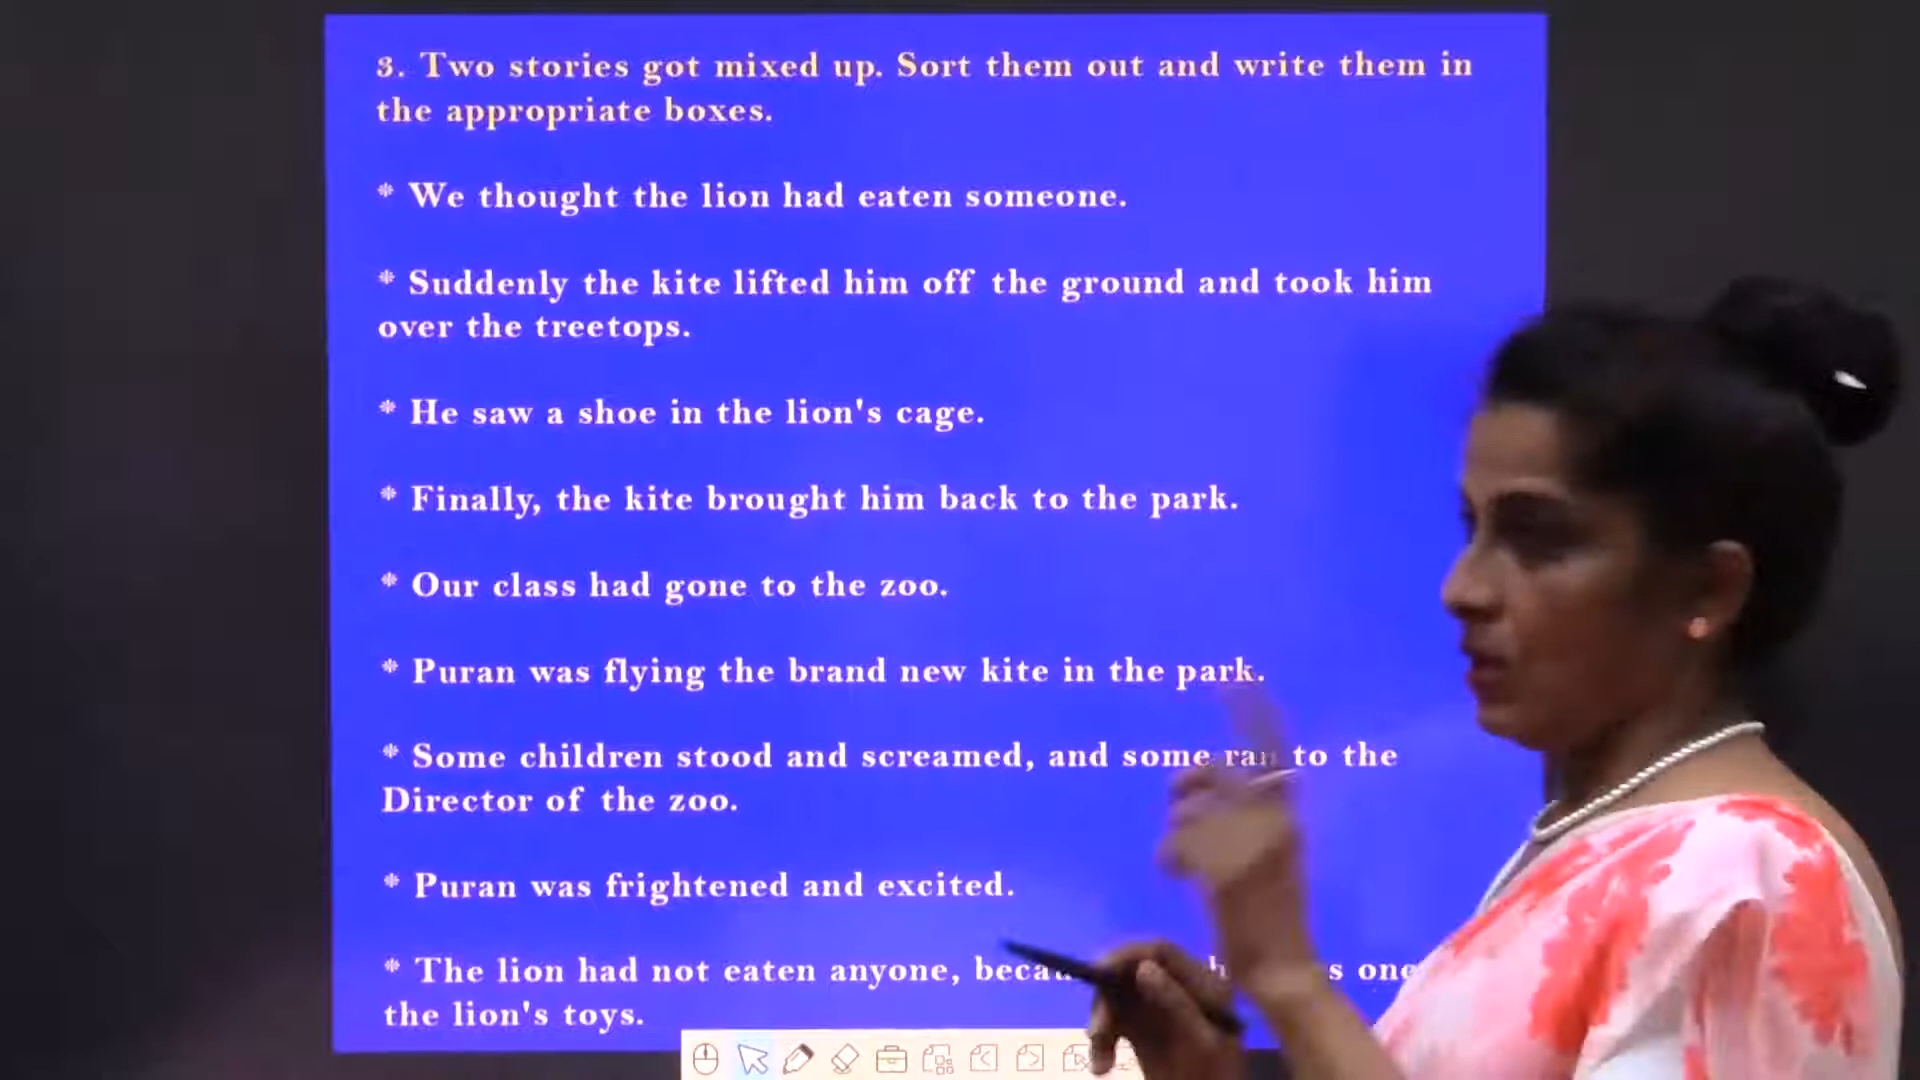 3. Two stories got mixed up. Sort them out and write them in
the appropriate boxes.
* We thought the lion had eaten someone.
* Suddenly the kite lifted him off the ground and took him
over the treetops.
* He saw a shoe in the lion's cage.
* Finally, the kite brought him back to the park.
* Our class had gone to the zoo.
* Puran was flying the brand new kite in the park.
* Some children stood and screamed, and some ran to the
Director of the zoo.
* Puran was frightened and excited.
* The lion had not eaten anyone, one
the lion's toys.